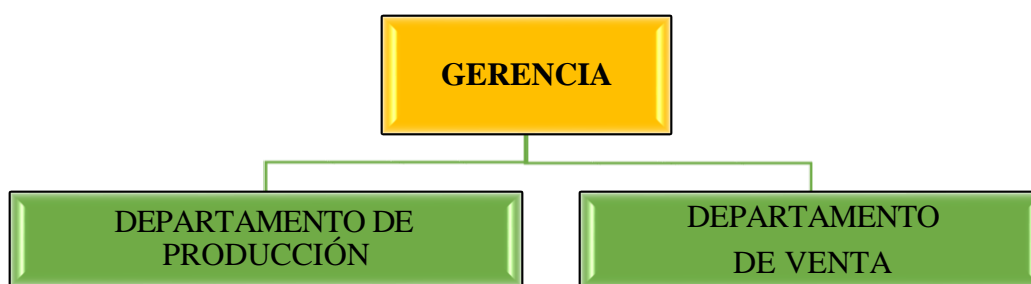 GERENCIA
DEPARTAMENTO DE
PRODUCCIÓN
DEPARTAMENTO
DE VENTA